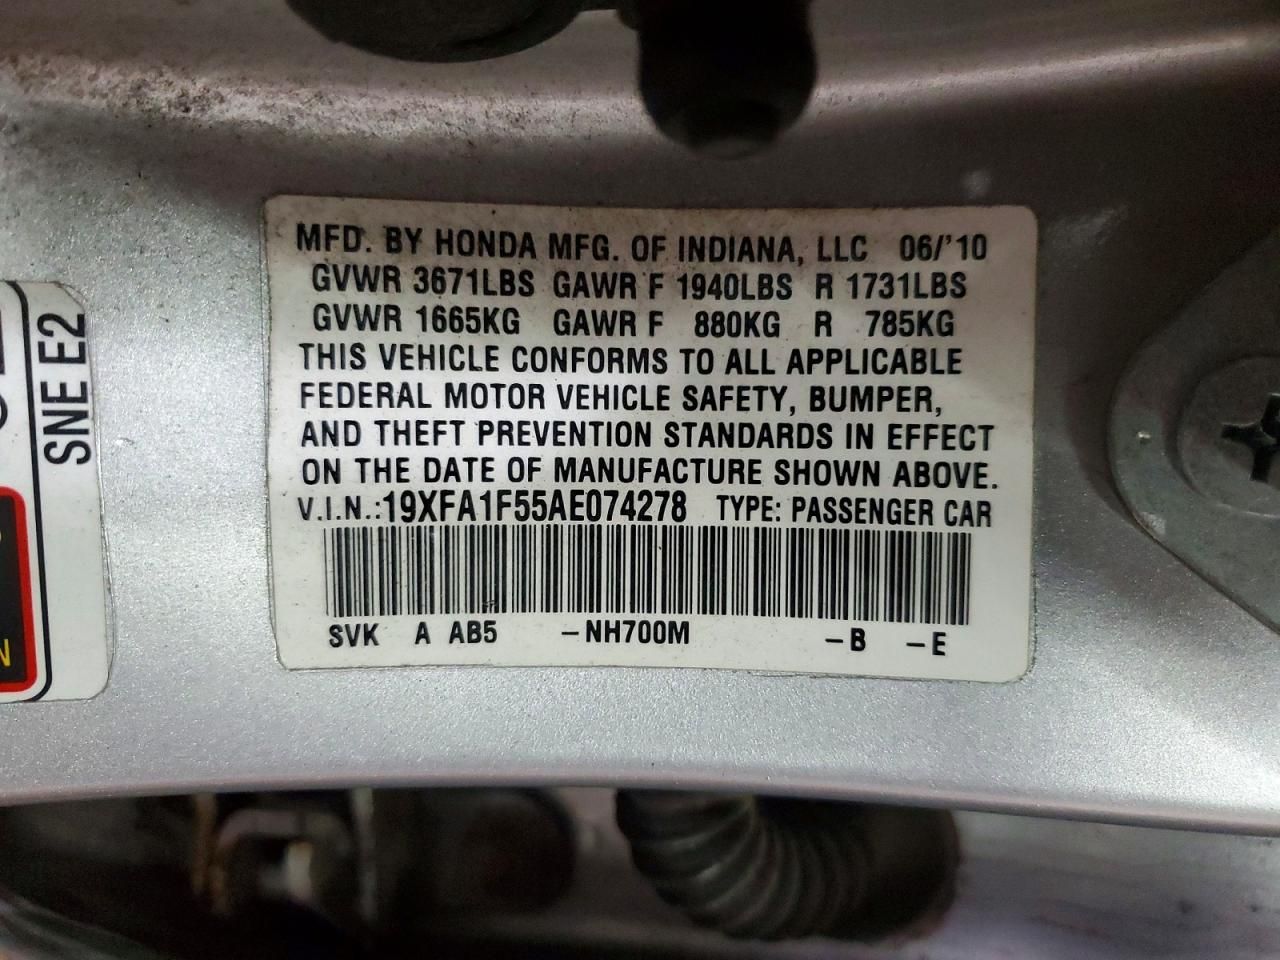 MFD. BY HONDA MFG. OF INDIANA, LLC 06/'10
GVWR 3671LBS GAWR F 1940LBS R 1731LBS
GVWR 1665KG GAWR F 880KG R 785KG
THIS VEHICLE CONFORMS TO ALL APPLICABLE
FEDERAL MOTOR VEHICLE SAFETY, BUMPER,
AND THEFT PREVENTION STANDARDS IN EFFECT
ON THE DATE OF MANUFACTURE SHOWN ABOVE.
V.I.N.:19XFA1F55AE074278 TYPE: PASSENGER CAR
SVK A AB5 -NH700M -B -E
SNE E2